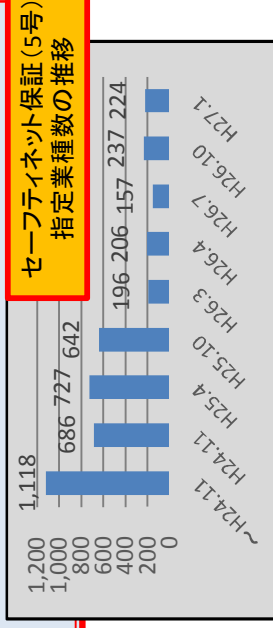 セーフティネット保証(5号)
指定業種数の推移
1,118
686
727
642
196
206
157
237
224
1,200
1,000
800
600
400
200
0
～H24.11
H24.11
H25.4
H25.10
H26.3
H26.4
H26.7
H26.10
H27.1